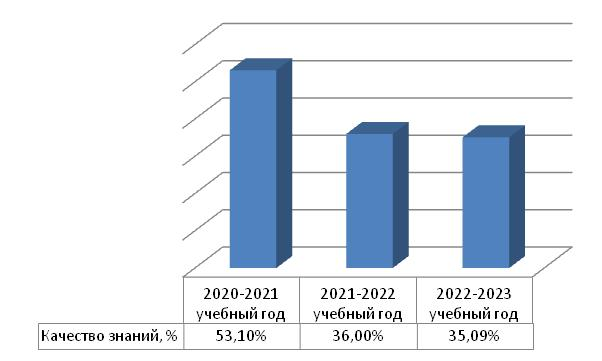 2020-2021 2021-2022 2022-2023
учебный год учебный год учебный год
Качество знаний, % 53,10% 36,00% 35,09%